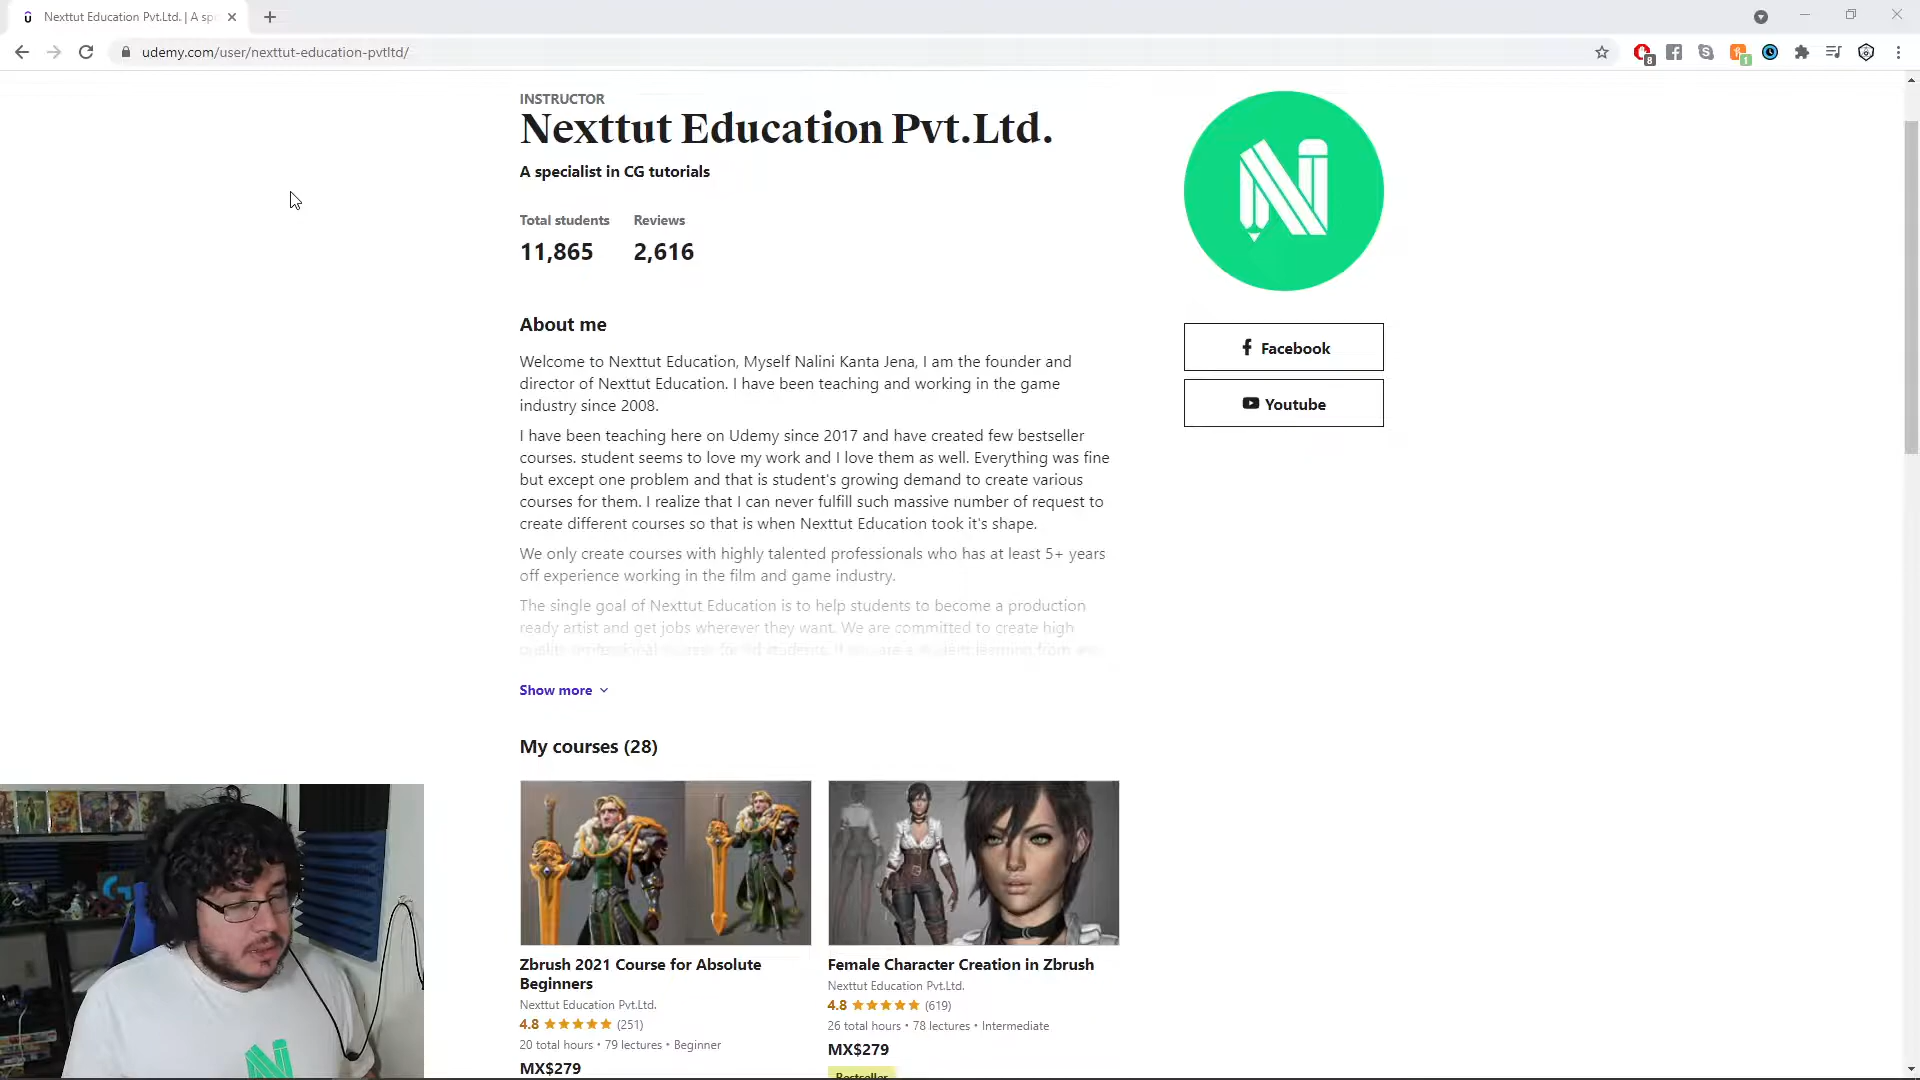 Nexttut Education Pvt.Ltd. | A spe
udemy.com/user/nexttut-education-pvtltd/
8
1
INSTRUCTOR
Nexttut Education Pvt.Ltd.
A specialist in CG tutorials
Total students Reviews
11,865 2,616
Facebook
Youtube
About me
Welcome to Nexttut Education, Myself Nalini Kanta Jena, I am the founder and
director of Nexttut Education. I have been teaching and working in the game
industry since 2008.
I have been teaching here on Udemy since 2017 and have created few bestseller
courses. student seems to love my work and I love them as well. Everything was fine
but except one problem and that is student's growing demand to create various
courses for them. I realize that I can never fulfill such massive number of request to
create different courses so that is when Nexttut Education took it's shape.
We only create courses with highly talented professionals who has at least 5+ years
off experience working in the film and game industry.
The single goal of Nexttut Education is to help students to become a production
ready artist and get jobs wherever they want. We are committed to create high
Show more
My courses (28)
Zbrush 2021 Course for Absolute
Beginners
Nexttut Education Pvt.Ltd.
4.8 (251)
20 total hours • 79 lectures • Beginner
MX$279
Female Character Creation in Zbrush
Nexttut Education Pvt.Ltd.
4.8 (619)
26 total hours • 78 lectures • Intermediate
MX$279
Bestseller